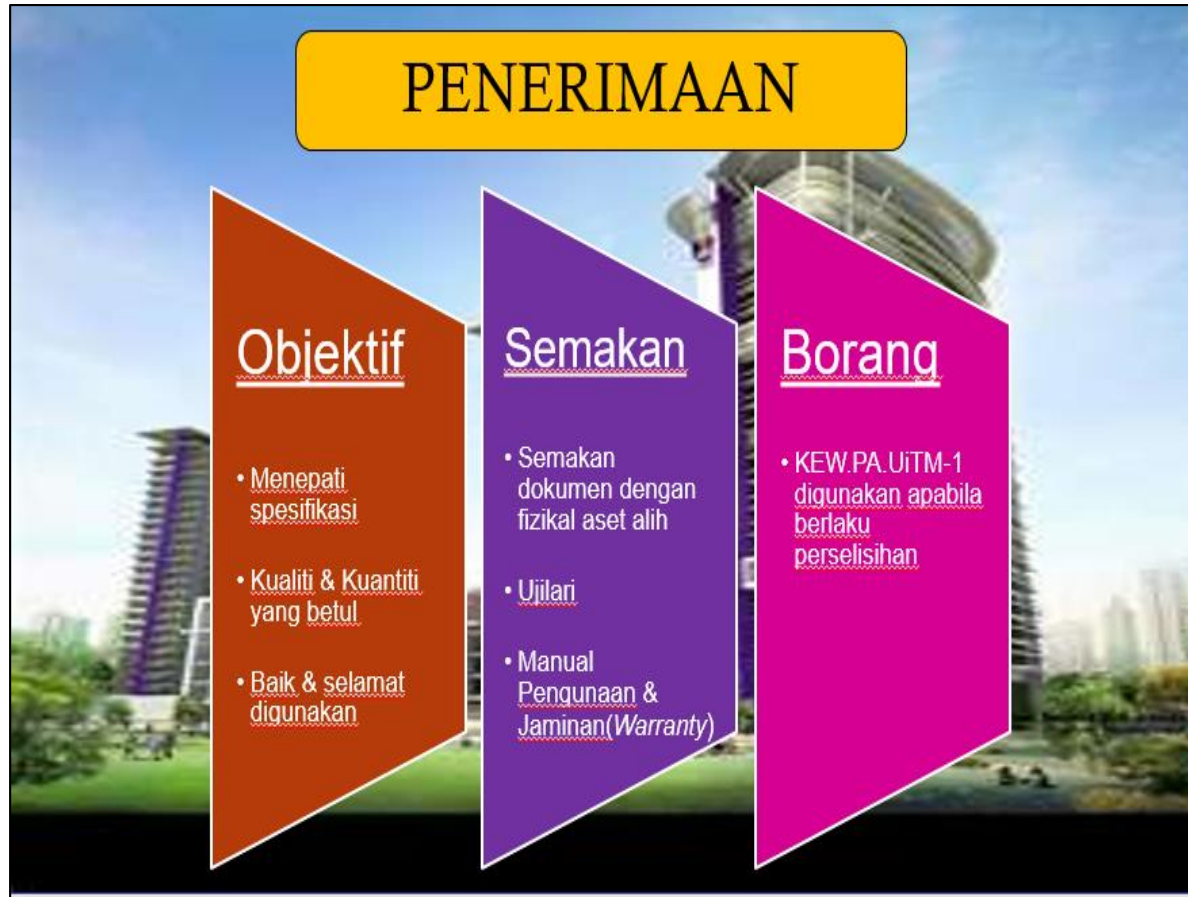 PENERIMAAN
Objektif
• Menepati
spesifikasi
• Kualiti & Kuantiti
yang betul
• Baik & selamat
digunakan
Semakan
• Semakan
dokumen dengan
fizikal aset alih
• Ujilari
• Manual
Pengunaan &
Jaminan(Warranty)
Borang
• KEW.PA.UiTM-1
digunakan apabila
berlaku
perselisihan